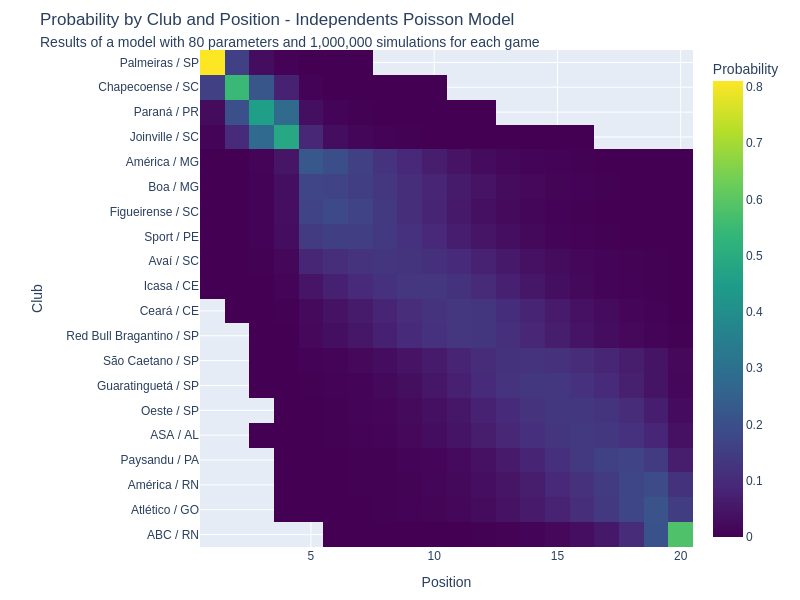 Probability by Club and Position - Independents Poisson Model
Results of a model with 80 parameters and 1,000,000 simulations for each game
Probability
Palmeiras / SP
Chapecoense / SC
Paraná / PR
Joinville / SC
América / MG
Boa / MG
Figueirense / SC
Sport / PE
Avaí / SC
Icasa / CE
Ceará / CE
Red Bull Bragantino / SP
São Caetano / SP
Guaratinguetá / SP
Oeste / SP
ASA / AL
Paysandu / PA
América / RN
Atlético / GO
ABC / RN
Club
5
10
15
20
Position
0.8
0.7
0.6
0.5
0.4
0.3
0.2
0.1
0